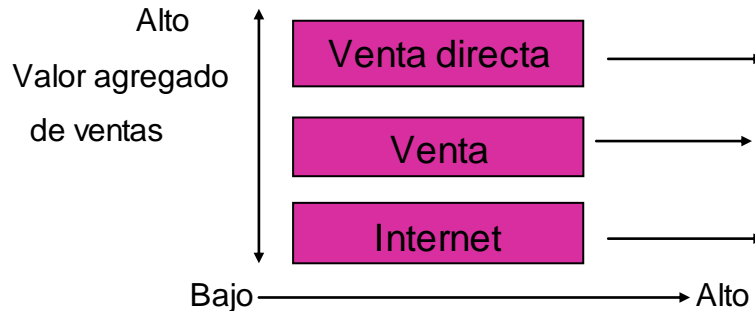 Alto
Venta directa
Valor agregado
de ventas
Venta
Internet
Bajo
Alto